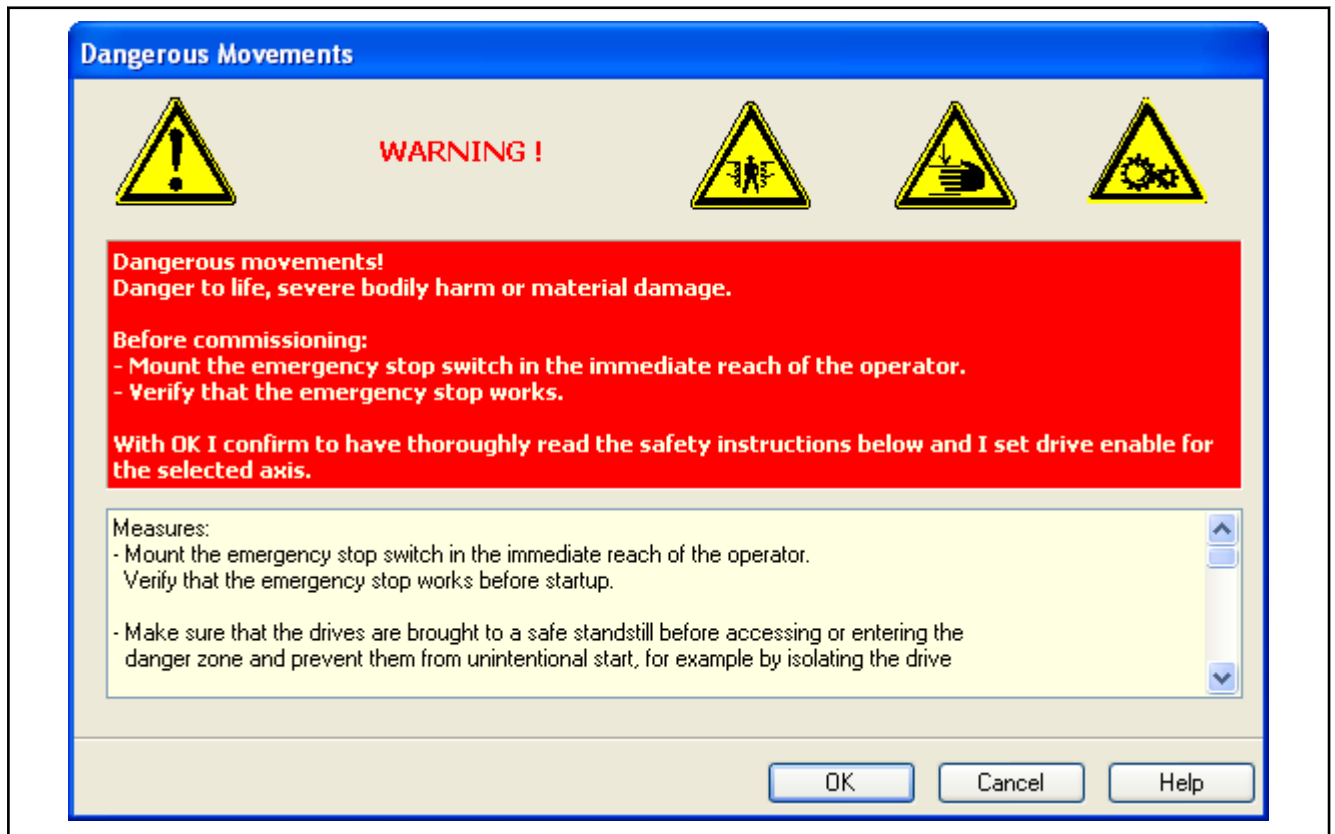 Dangerous Movements
WARNING !
Dangerous movements!
Danger to life, severe bodily harm or material damage.
Before commissioning:
- Mount the emergency stop switch in the immediate reach of the operator.
- Verify that the emergency stop works.
With OK I confirm to have thoroughly read the safety instructions below and I set drive enable for
the selected axis.
Measures:
- Mount the emergency stop switch in the immediate reach of the operator.
Verify that the emergency stop works before startup.
- Make sure that the drives are brought to a safe standstill before accessing or entering the
danger zone and prevent them from unintentional start, for example by isolating the drive
OK Cancel Help